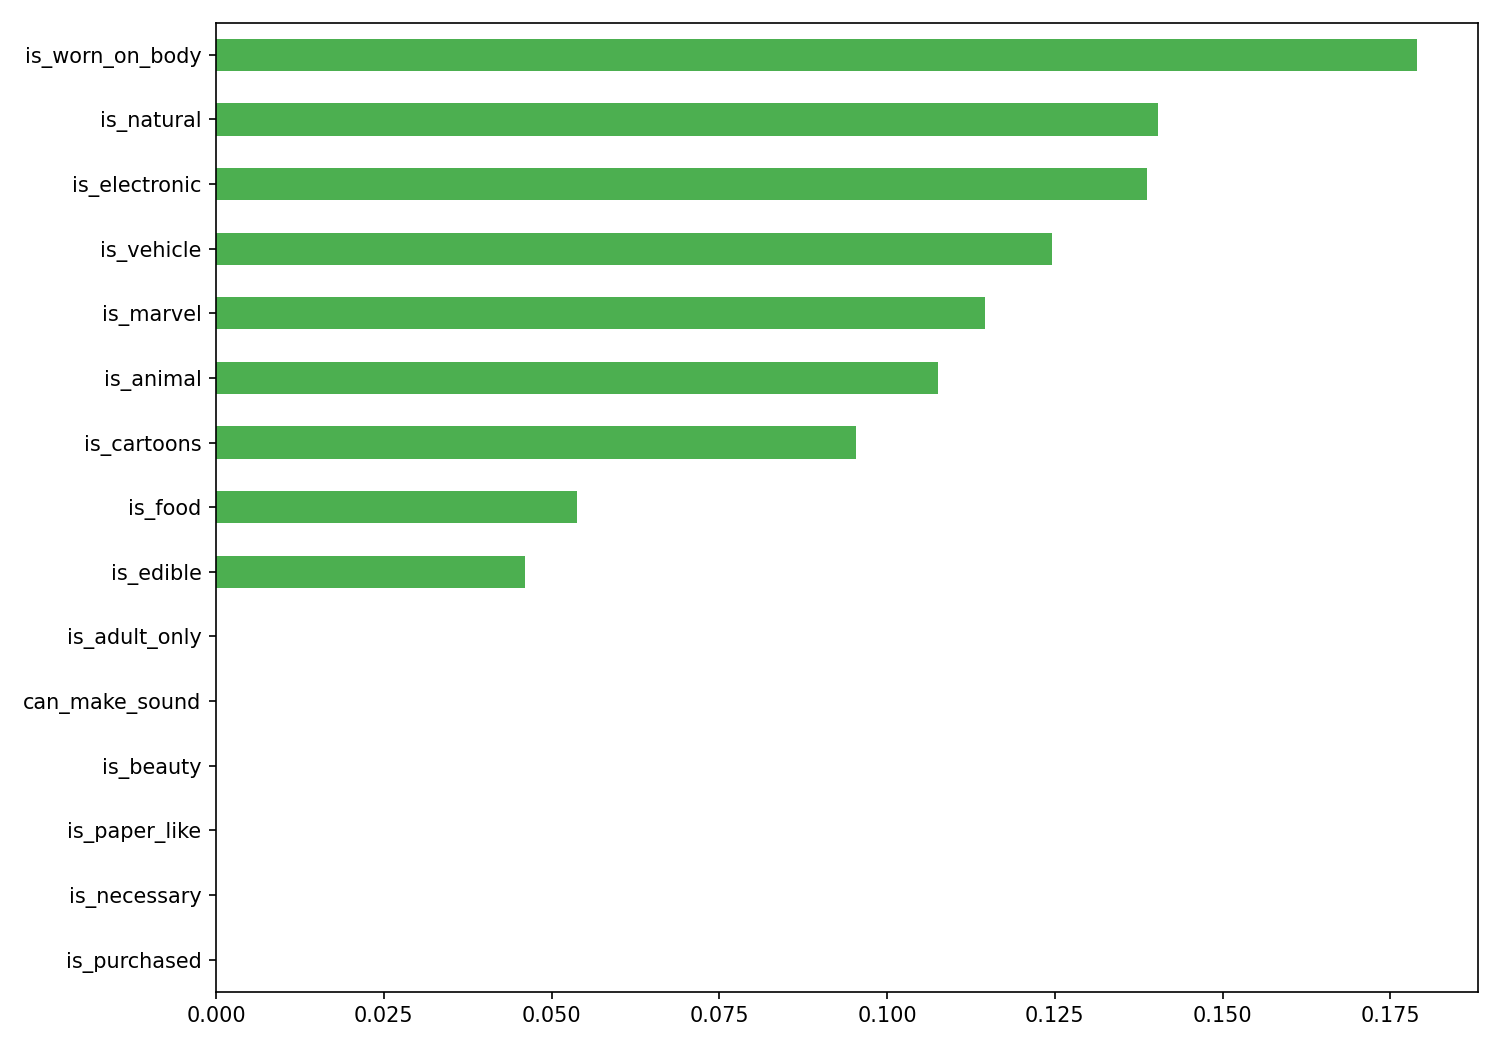 is_worn_on_body
is_natural
is_electronic
is_vehicle
is_marvel
is_animal
is_cartoons
is_food
is_edible
is_adult_only
can_make_sound
is_beauty
is_paper_like
is_necessary
is_purchased
0.000 0.025 0.050 0.075 0.100 0.125 0.150 0.175